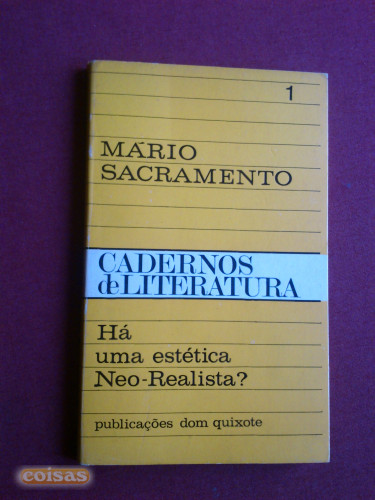 1
MÁRIO
SACRAMENTO
CADERNOS
de LITERATURA
Há
uma estética
Neo-Realista?
publicações dom quixote
coisas